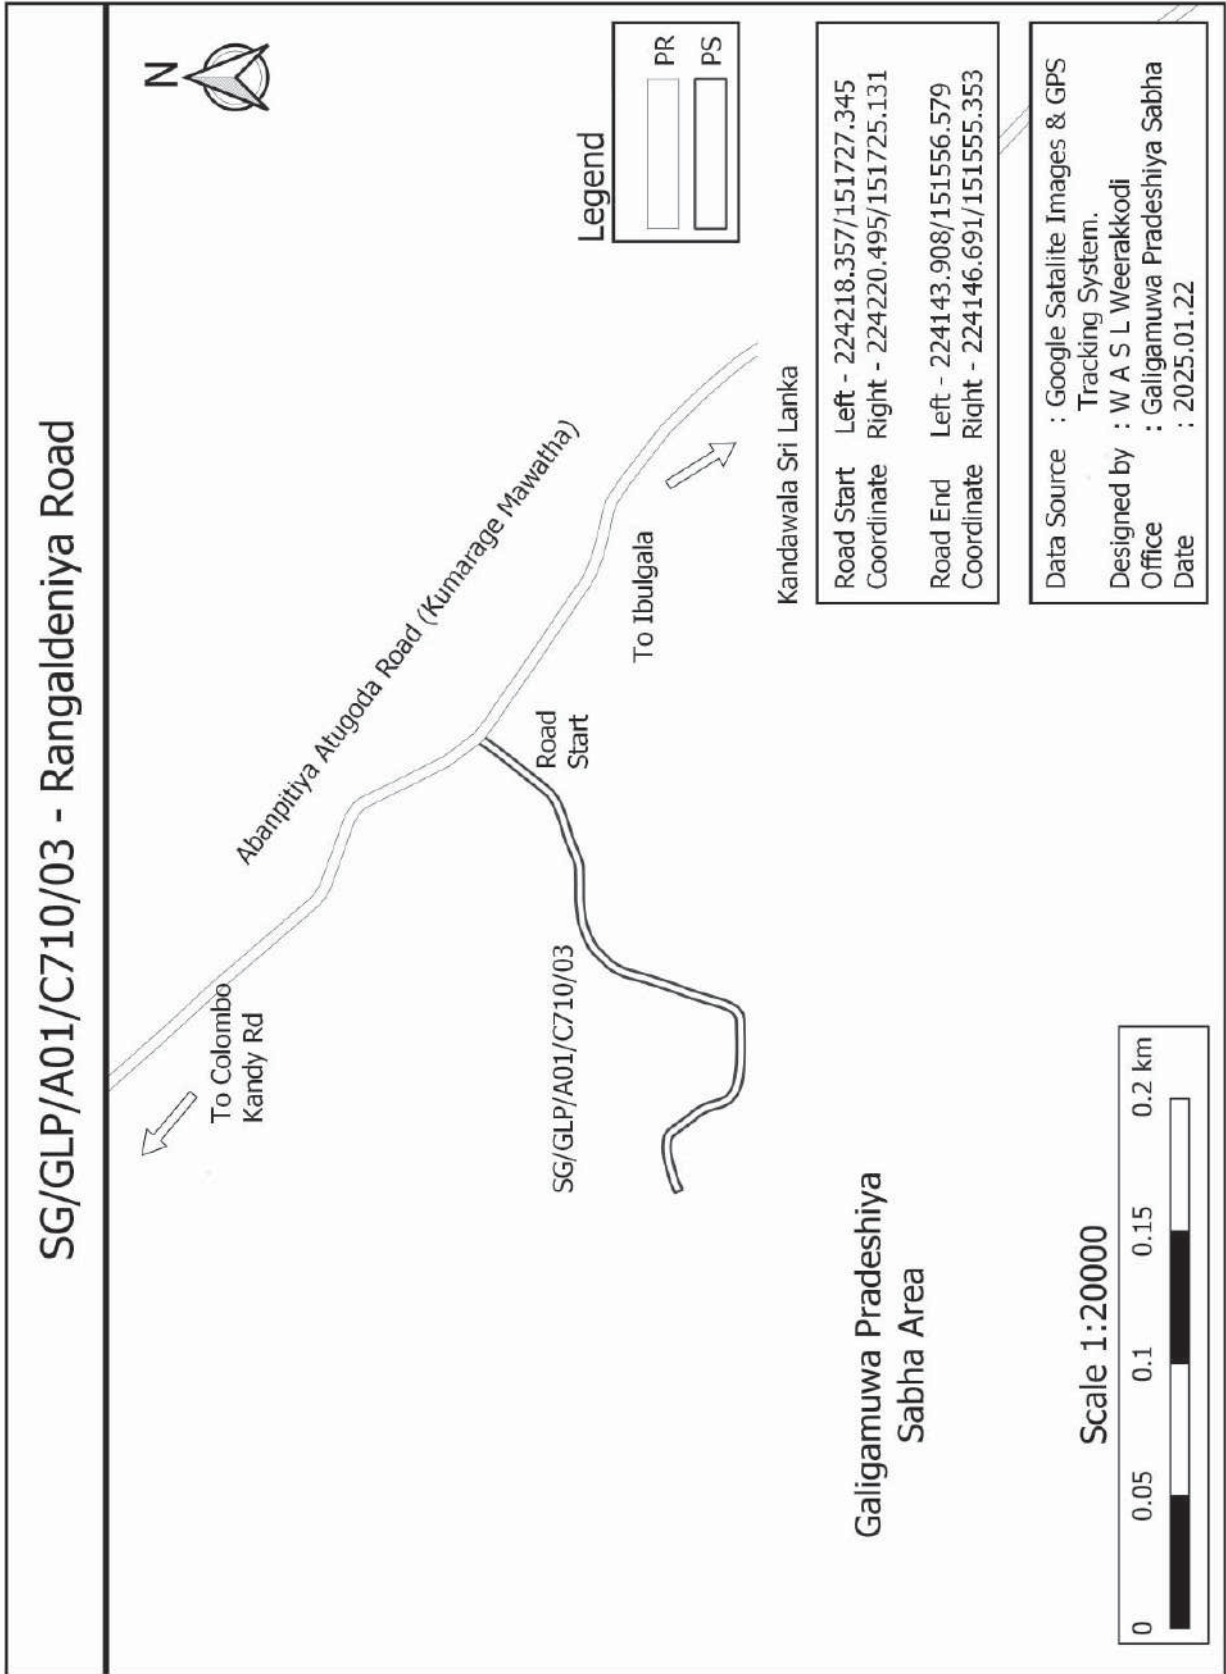 SG/GLP/A01/C710/03 - Rangaldeniya Road
N
Abanpitiya Atugoda Road (Kumarage Mawatha)
To Colombo
Kandy Rd
Road
Start
To Ibulgala
SG/GLP/A01/C710/03
Legend
PR
PS
Kandawala Sri Lanka
Road Start Left - 224218.357/151727.345
Coordinate Right - 224220.495/151725.131
Road End Left - 224143.908/151556.579
Coordinate Right - 224146.691/151555.353
Data Source : Google Satalite Images & GPS
Tracking System.
Designed by : W A S L Weerakkodi
Office : Galigamuwa Pradeshiya Sabha
Date : 2025.01.22
Galigamuwa Pradeshiya
Sabha Area
Scale 1:20000
0 0.05 0.1 0.15 0.2 km